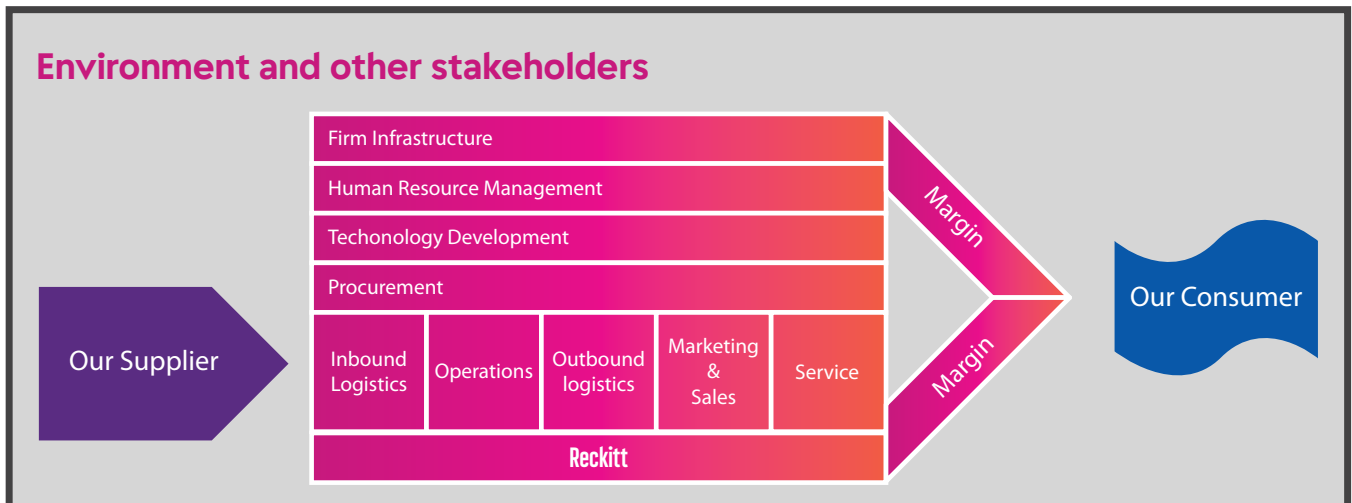 Environment and other stakeholders
Firm Infrastructure
Human Resource Management
Techonology Development
Procurement
Margin
Our Supplier
Inbound
Logistics
Operations
Outbound
logistics
Marketing
&
Sales
Service
Margin
Our Consumer
Reckitt